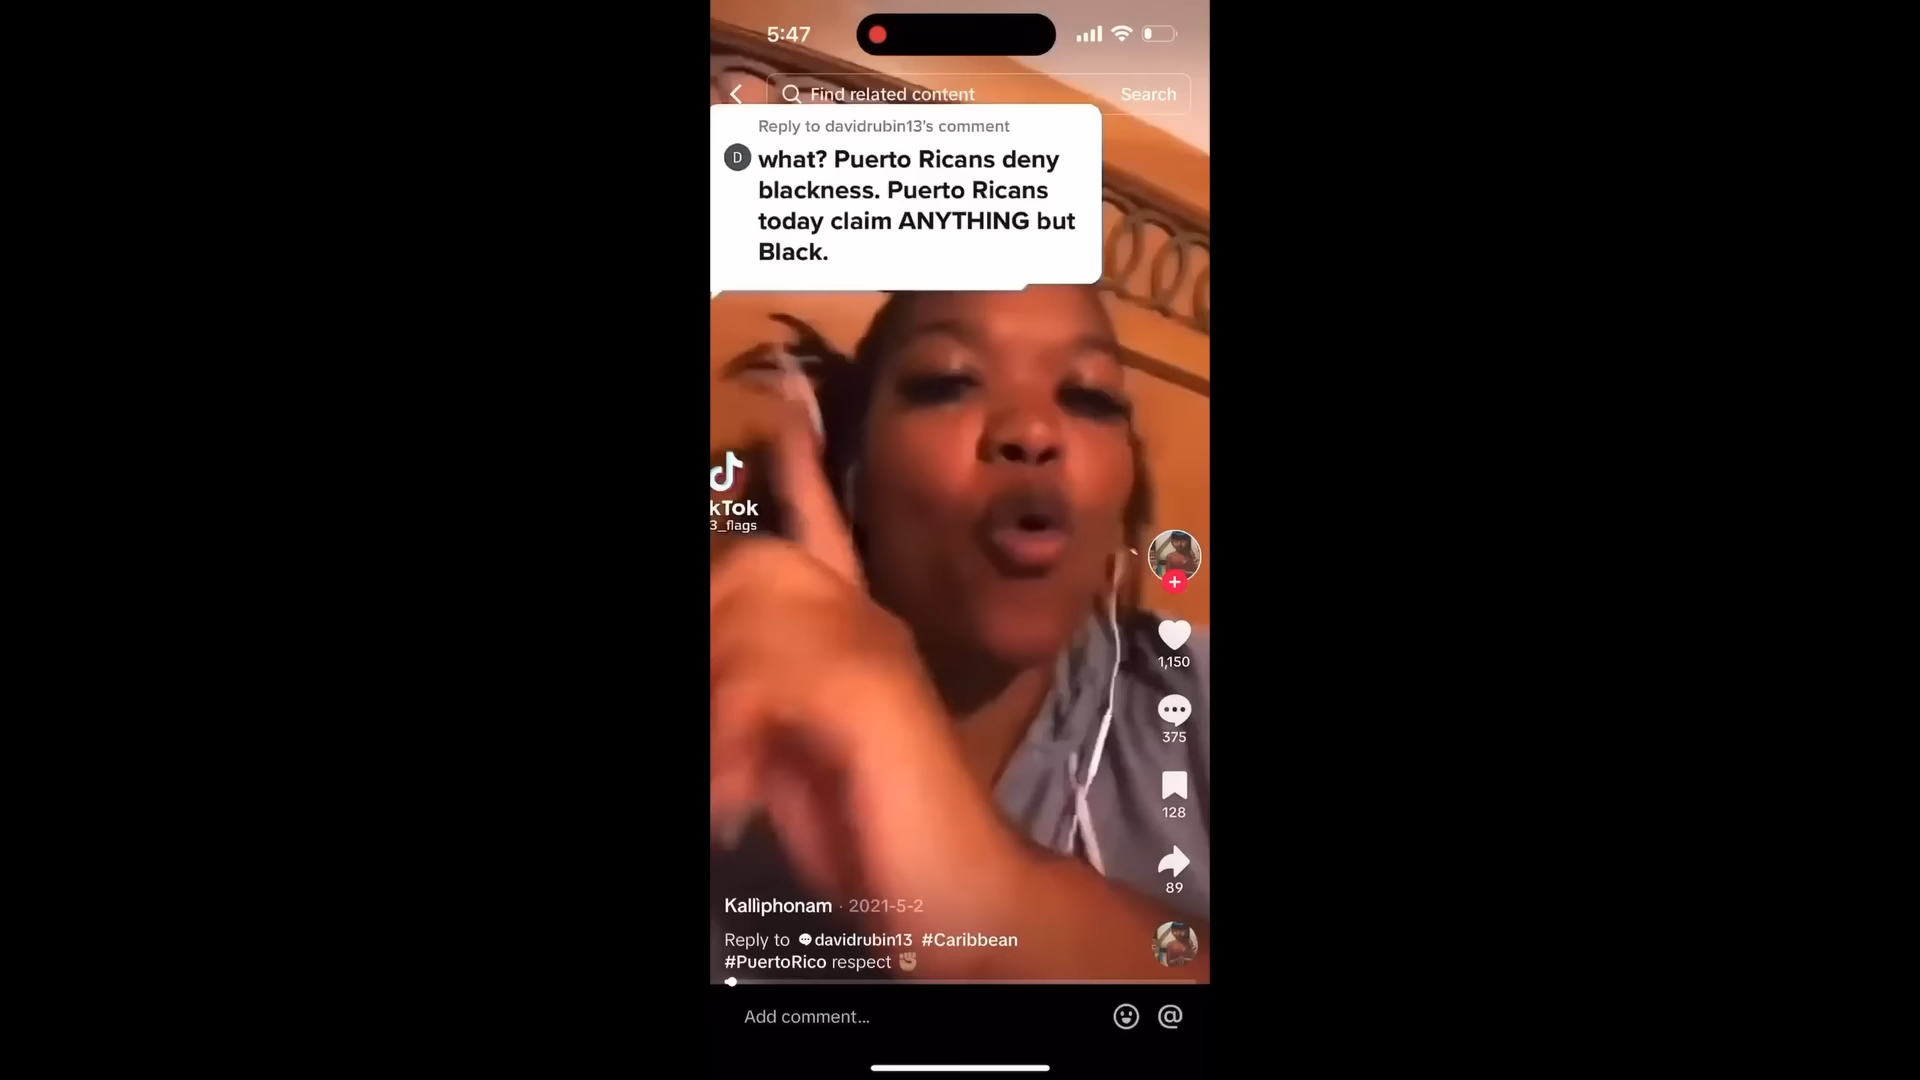 5:47
Find related content
Search
Reply to davidrubin13's comment
D
what? Puerto Ricans deny
blackness. Puerto Ricans
today claim ANYTHING but
Black.
kTok
3_flags
1,150
375
128
89
Kalliphonam · 2021-5-2
Reply to davidrubin13 #Caribbean
#PuertoRico respect ✊🏽
Add comment...